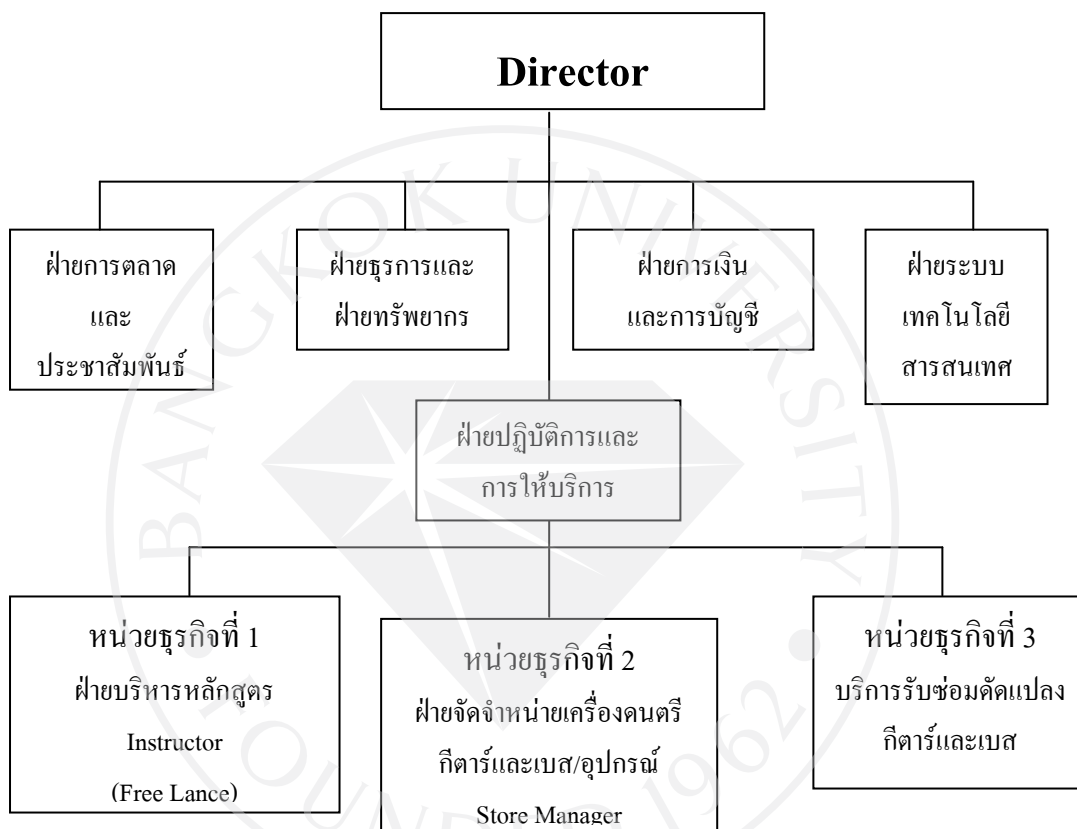 Director
ฝ่ายการตลาด
และ
ประชาสัมพันธ์
ฝ่ายธุรการและ
ฝ่ายทรัพยากร
ฝ่ายการเงิน
และการบัญชี
ฝ่ายระบบ
เทคโนโลยี
สารสนเทศ
ฝ่ายปฏิบัติการและ
การให้บริการ
หน่วยธุรกิจที่ 1
ฝ่ายบริหารหลักสูตร
Instructor
(Free Lance)
หน่วยธุรกิจที่ 2
ฝ่ายจัดจำหน่ายเครื่องดนตรี
กีตาร์และเบส/อุปกรณ์
Store Manager
หน่วยธุรกิจที่ 3
บริการรับซ่อมดัดแปลง
กีตาร์และเบส
BANGKOK UNIVERSITY
FOUNDED 1962